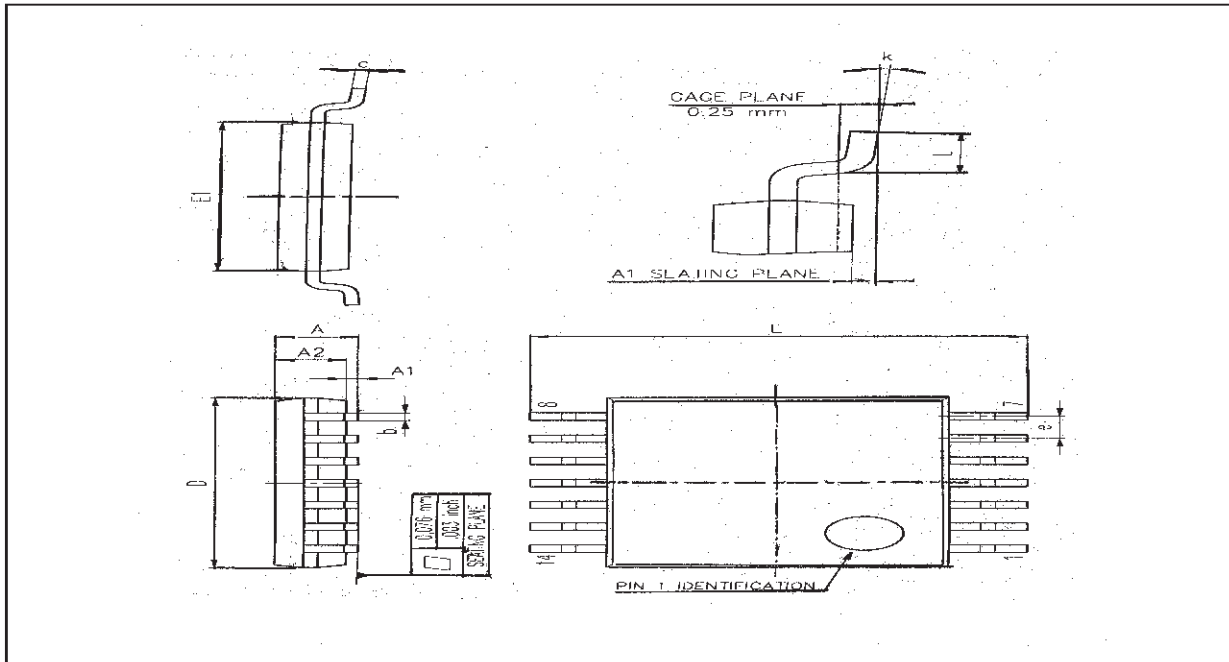 c
k
GAGE PLANE
0.25 mm
E1
L
A1 SLAJING PLANE
A
A2
A1
b
D
0.076 mm
.003 inch
SEATING PLANE
L
8
7
e
14
1
PIN 1 IDENTIFICATION